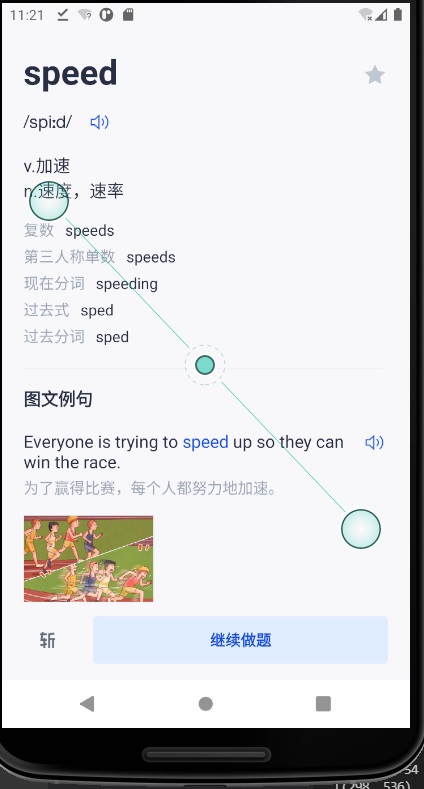 11:21
speed
/spiːd/
v.加速
n.速度，速率
复数 speeds
第三人称单数 speeds
现在分词 speeding
过去式 sped
过去分词 sped
图文例句
Everyone is trying to speed up so they can
win the race.
为了赢得比赛，每个人都努力地加速。
斩 继续做题
54
(298, 536)